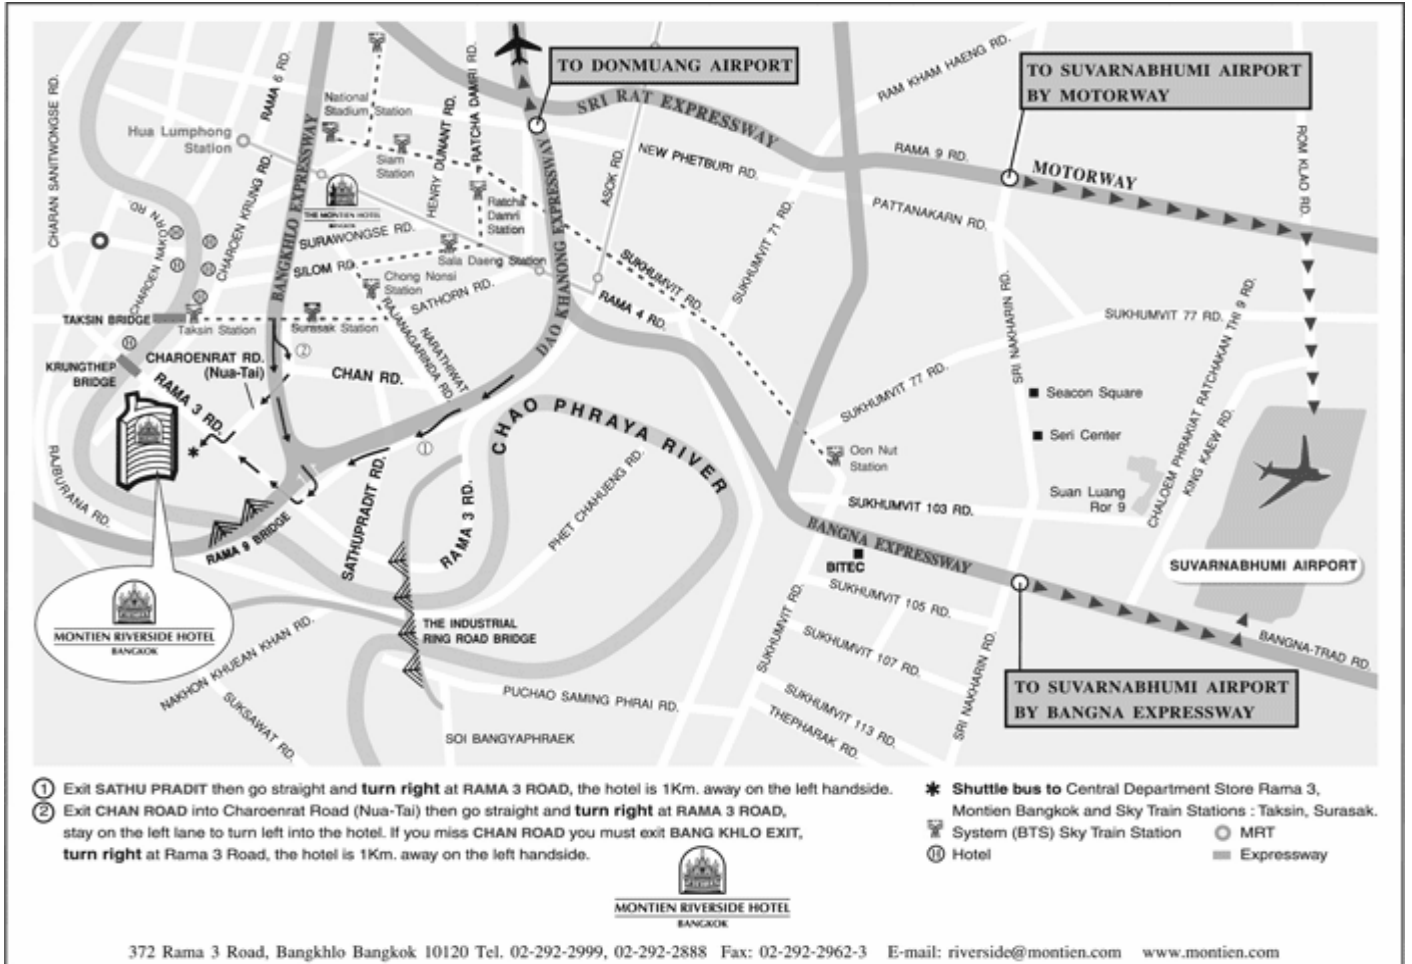 TO DONMUANG AIRPORT
TO SUVARNABHUMI AIRPORT
BY MOTORWAY
CHARAN SANITWONGSE RD.
RAMA 6 RD.
BANGKHLO EXPRESSWAY
National
Stadium Station
Hua Lumphong
Station
Siam
Station
HENRY DUNANT RD.
RATCHA DAMRI RD.
SRI RAT EXPRESSWAY
RAM KHAM HAENG RD.
ROM KLAO RD.
ASOK RD.
NEW PHETBURI RD.
RAMA 9 RD.
MOTORWAY
CHAROEN NAKORN RD.
CHAROEN KRUNG RD.
THE MONTIEN HOTEL
BANGKOK
Ratcha
Damri
Station
DAO KHANONG EXPRESSWAY
SUKHUMVIT 71 RD.
PATTANAKARN RD.
SURAWONGSE RD.
SILOM RD.
Sala Daeng Station
Chong Nonsi
Station
SATHORN RD.
SUKHUMVIT RD.
RAMA 4 RD.
SRI NAKHARIN RD.
CHALOEM PHRAKIAT RATCHAKAN THI 9 RD.
SUKHUMVIT 77 RD.
TAKSIN BRIDGE
Taksin Station
Surasak Station
NARATHIWAT
RAJANAGARINDA RD.
KRUNGTHEP
BRIDGE
CHAROENRAT RD.
(Nua-Tai)
2
CHAN RD.
RAMA 3 RD.
SUKHUMVIT 77 RD.
Seacon Square
Seri Center
KING KAEW RD.
CHAO PHRAYA RIVER
1
Oon Nut
Station
RAJBURANA RD.
RAMA 9 BRIDGE
SATHUPRADIT RD.
RAMA 3 RD.
PHET CHAHUENG RD.
SUKHUMVIT 103 RD.
Suan Luang
Ror 9
BANGNA EXPRESSWAY
BITEC
SUVARNABHUMI AIRPORT
MONTIEN RIVERSIDE HOTEL
BANGKOK
THE INDUSTRIAL
RING ROAD BRIDGE
SUKHUMVIT RD.
SUKHUMVIT 105 RD.
SUKHUMVIT 107 RD.
SUKHUMVIT 113 RD.
THEPHARAK RD.
SRI NAKHARIN RD.
BANGNA-TRAD RD.
NAKHON KHUEAN KHAN RD.
SUKSAWAT RD.
PUCHAO SAMING PHRAI RD.
SOI BANGYAPHRAEK
TO SUVARNABHUMI AIRPORT
BY BANGNA EXPRESSWAY
1 Exit SATHU PRADIT then go straight and turn right at RAMA 3 ROAD, the hotel is 1Km. away on the left handside.
2 Exit CHAN ROAD into Charoenrat Road (Nua-Tai) then go straight and turn right at RAMA 3 ROAD,
stay on the left lane to turn left into the hotel. If you miss CHAN ROAD you must exit BANG KHLO EXIT,
turn right at Rama 3 Road, the hotel is 1Km. away on the left handside.
* Shuttle bus to Central Department Store Rama 3,
Montien Bangkok and Sky Train Stations : Taksin, Surasak.
System (BTS) Sky Train Station
MRT
H Hotel
Expressway
MONTIEN RIVERSIDE HOTEL
BANGKOK
372 Rama 3 Road, Bangkhlo Bangkok 10120 Tel. 02-292-2999, 02-292-2888 Fax: 02-292-2962-3 E-mail: riverside@montien.com www.montien.com